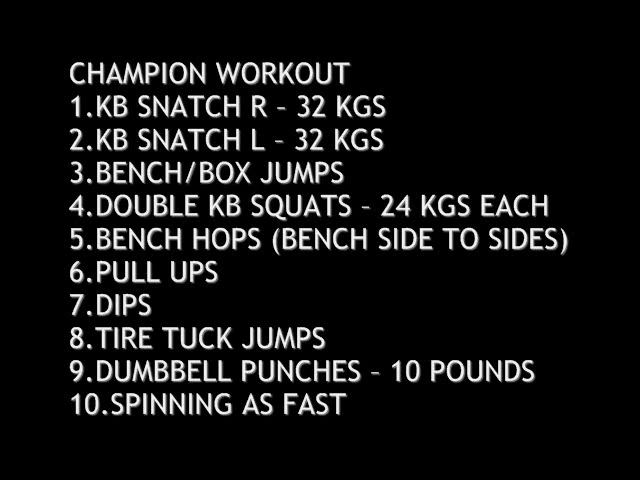 CHAMPION WORKOUT
1.KB SNATCH R – 32 KGS
2.KB SNATCH L – 32 KGS
3.BENCH/BOX JUMPS
4.DOUBLE KB SQUATS – 24 KGS EACH
5.BENCH HOPS (BENCH SIDE TO SIDES)
6.PULL UPS
7.DIPS
8.TIRE TUCK JUMPS
9.DUMBBELL PUNCHES – 10 POUNDS
10.SPINNING AS FAST